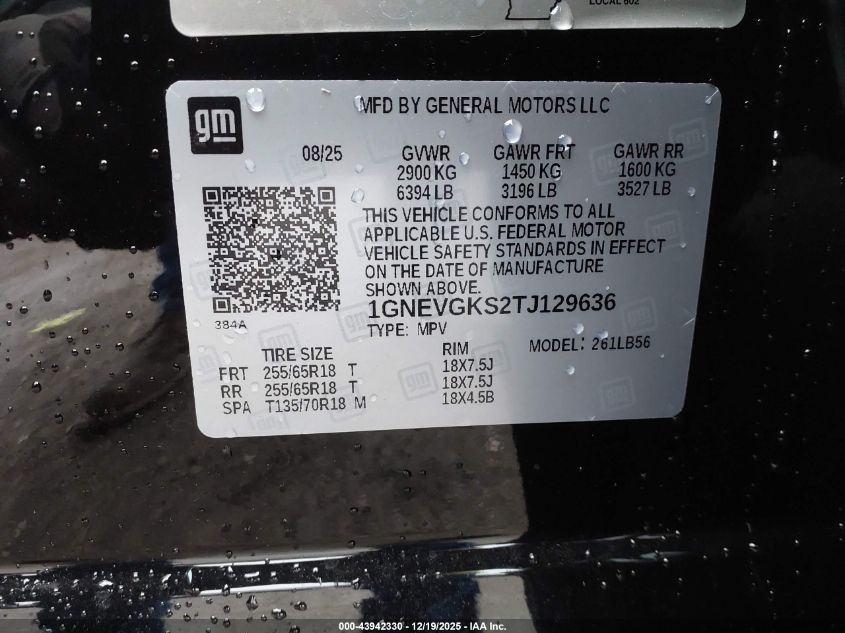 LOCAL 602
gm
MFD BY GENERAL MOTORS LLC
08/25 GVWR GAWR FRT GAWR RR
2900 KG 1450 KG 1600 KG
6394 LB 3196 LB 3527 LB
THIS VEHICLE CONFORMS TO ALL
APPLICABLE U.S. FEDERAL MOTOR
VEHICLE SAFETY STANDARDS IN EFFECT
ON THE DATE OF MANUFACTURE
SHOWN ABOVE.
1GNEVGKS2TJ129636
384A
TYPE: MPV
MODEL: 261LB56
TIRE SIZE RIM
FRT 255/65R18 T 18X7.5J
RR 255/65R18 T 18X7.5J
SPA T135/70R18 M 18X4.5B
000-43942330 - 12/19/2025 - IAA Inc.